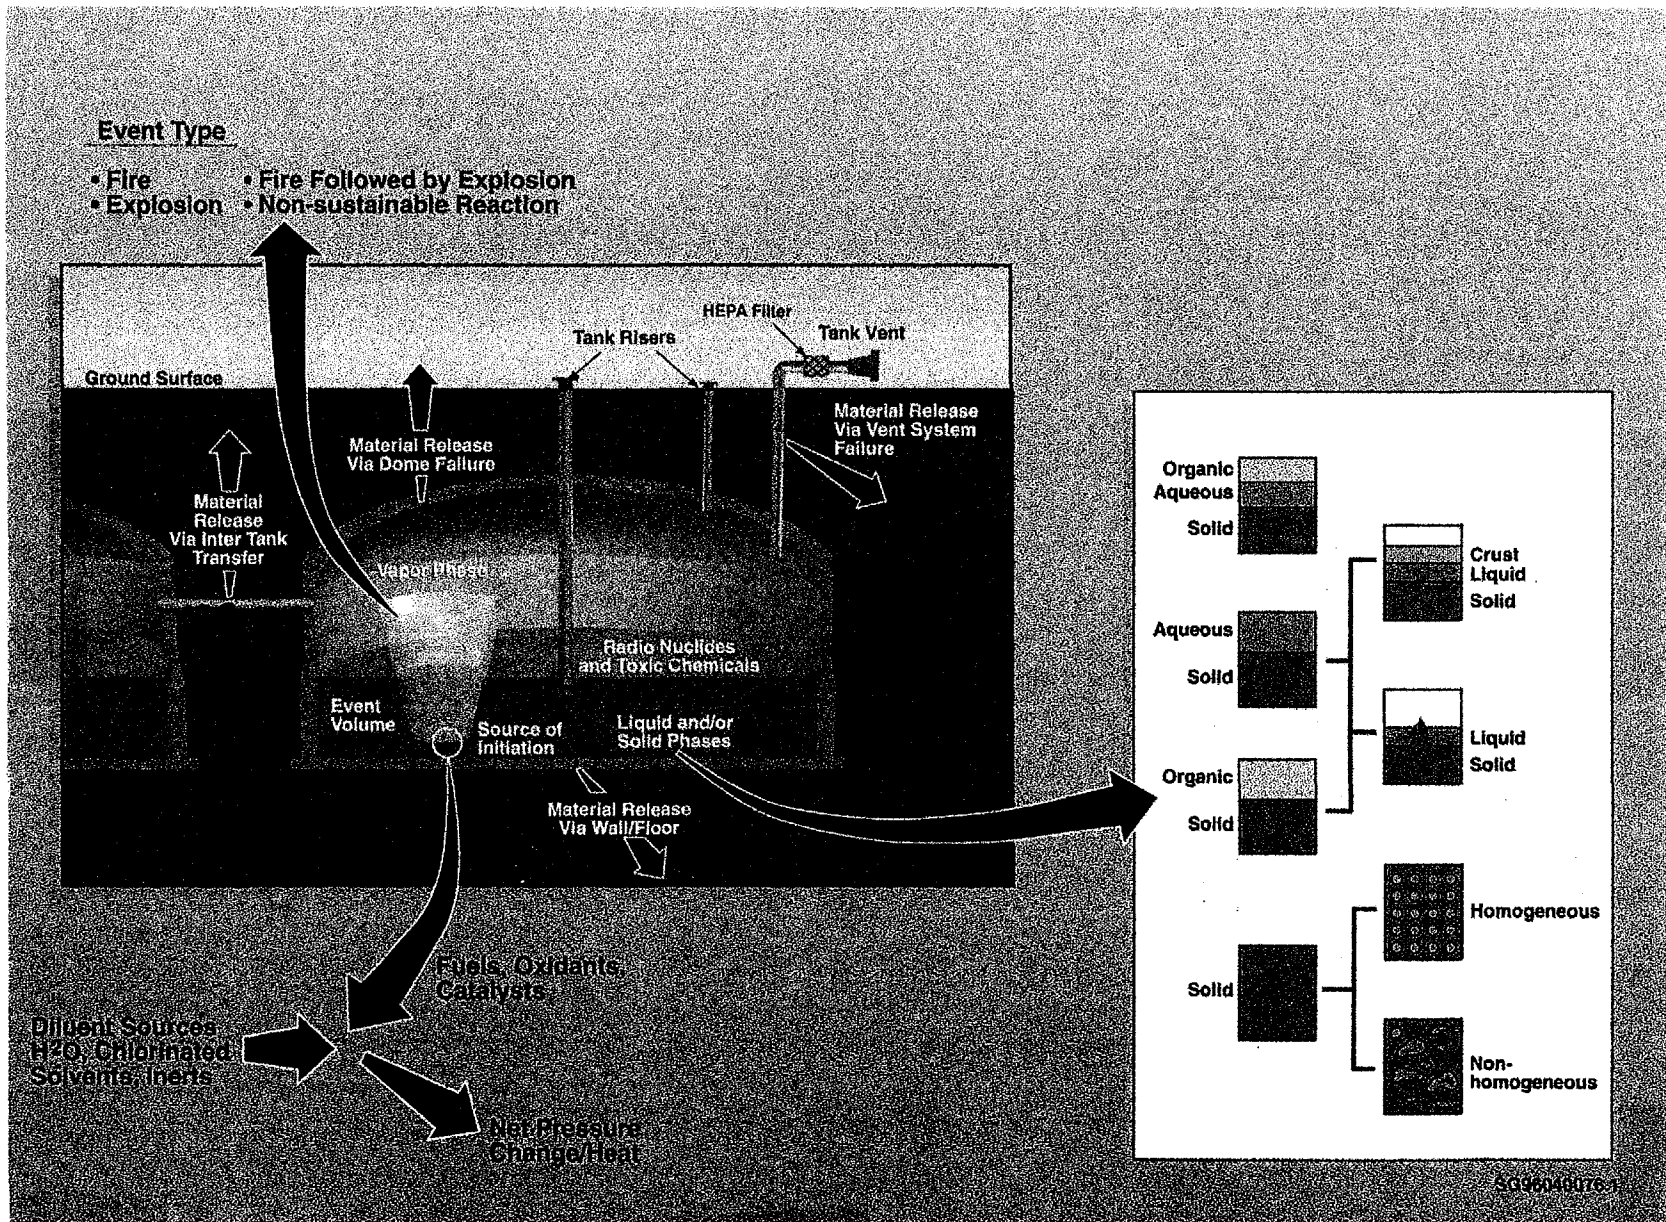 Event Type
• Fire
• Explosion
• Fire Followed by Explosion
• Non-sustainable Reaction
HEPA Filter
Tank Risers
Tank Vent
Ground Surface
Material Release
Via Dome Failure
Material Release
Via Vent System
Failure
Material
Release
Via Inter Tank
Transfer
Vapor Phase
Radio Nuclides
and Toxic Chemicals
Event
Volume
Source of
Initiation
Liquid and/or
Solid Phases
Material Release
Via Wall/Floor
Fuels, Oxidants,
Catalysts
Diluent Sources
H²O, Chlorinated
Solvents, Inerts
Net Pressure
Change/Heat
Organic
Aqueous
Solid
Aqueous
Solid
Organic
Solid
Solid
Crust
Liquid
Solid
Liquid
Solid
Homogeneous
Non-
homogeneous